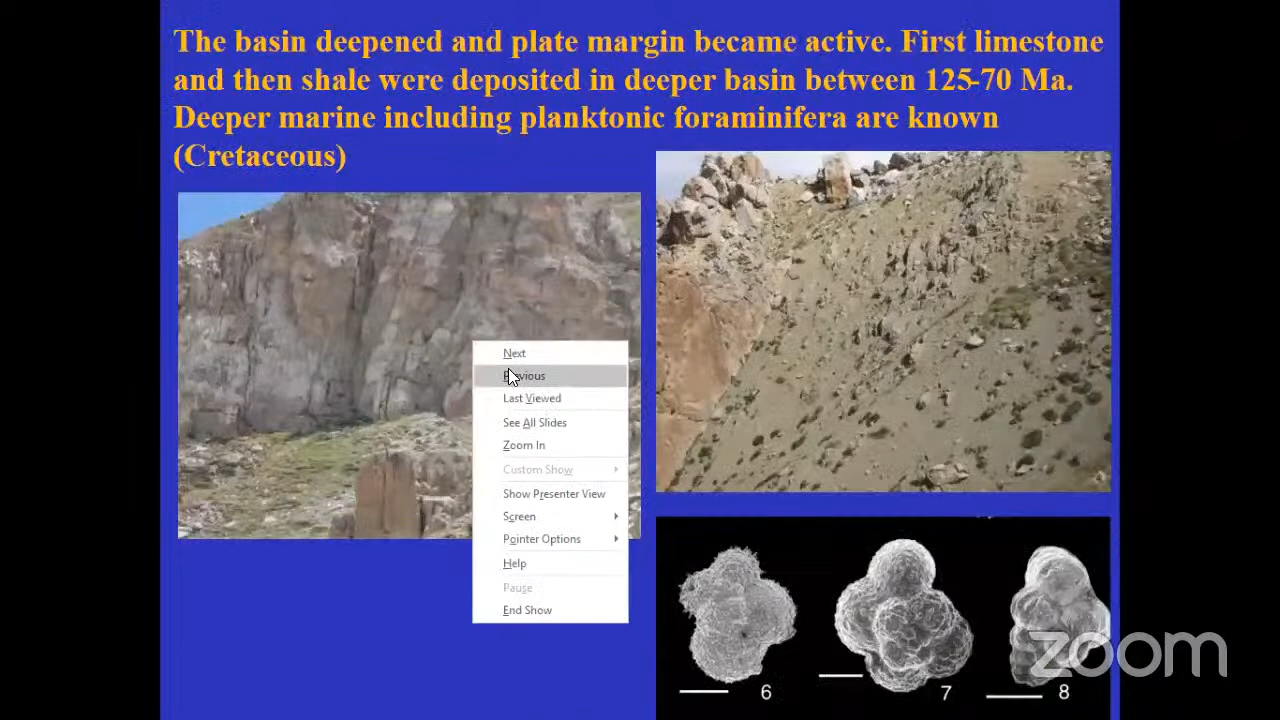 The basin deepened and plate margin became active. First limestone
and then shale were deposited in deeper basin between 125-70 Ma.
Deeper marine including planktonic foraminifera are known
(Cretaceous)
Next
Previous
Last Viewed
See All Slides
Zoom In
Custom Show
Show Presenter View
Screen
Pointer Options
Help
Pause
End Show
6
7
8
zoom